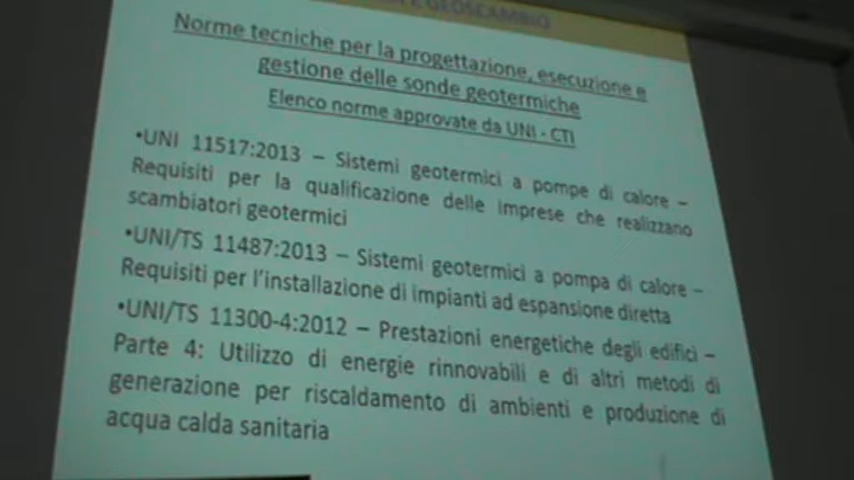 E GEOSCAMBIO
Norme tecniche per la progettazione, esecuzione e
gestione delle sonde geotermiche
Elenco norme approvate da UNI - CTI
•UNI 11517:2013 – Sistemi geotermici a pompe di calore –
Requisiti per la qualificazione delle imprese che realizzano
scambiatori geotermici
•UNI/TS 11487:2013 – Sistemi geotermici a pompa di calore –
Requisiti per l'installazione di impianti ad espansione diretta
•UNI/TS 11300-4:2012 – Prestazioni energetiche degli edifici –
Parte 4: Utilizzo di energie rinnovabili e di altri metodi di
generazione per riscaldamento di ambienti e produzione di
acqua calda sanitaria